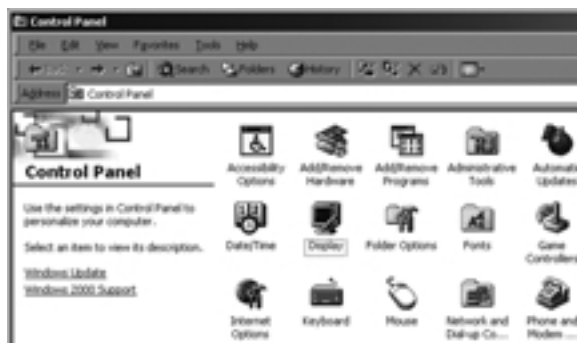 Control Panel
File Edit View Favorites Tools Help
Back Search Folders History
Address Control Panel
Control Panel
Use the settings in Control Panel to
personalize your computer.
Select an item to view its description.
Windows Update
Windows 2000 Support
Accessibility
Options
Add/Remove
Hardware
Add/Remove
Programs
Administrative
Tools
Automatic
Updates
Date/Time
Display
Folder Options
Fonts
Game
Controllers
Internet
Options
Keyboard
Mouse
Network and
Dial-up Co...
Phone and
Modem ...